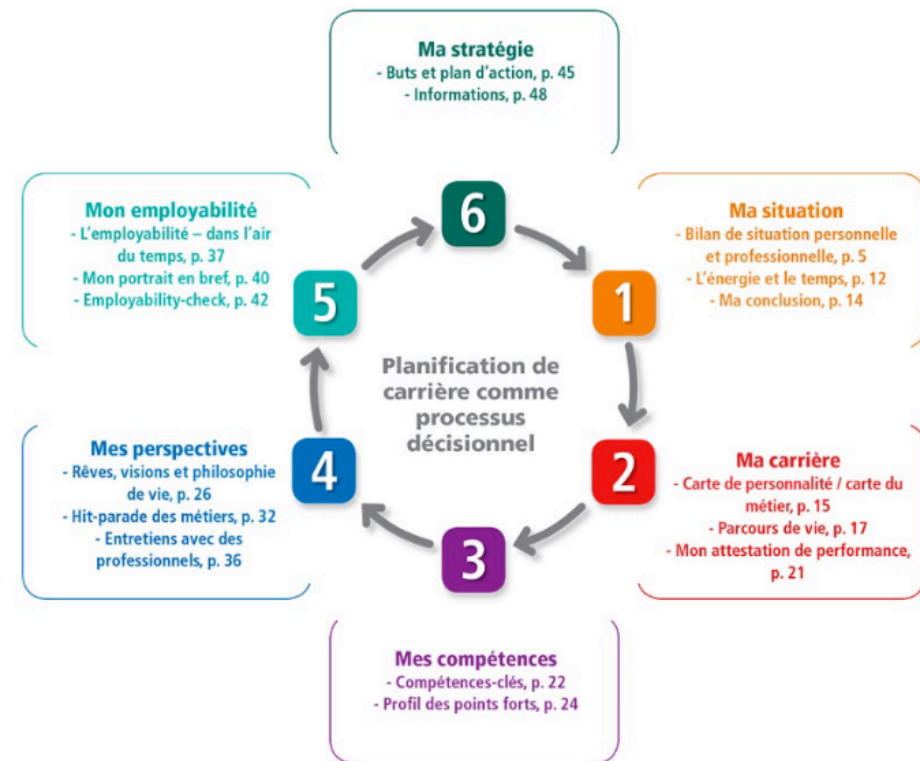 Ma stratégie
- Buts et plan d'action, p. 45
- Informations, p. 48
6
Mon employabilité
- L'employabilité – dans l'air
du temps, p. 37
- Mon portrait en bref, p. 40
- Employability-check, p. 42
5
Ma situation
- Bilan de situation personnelle
et professionnelle, p. 5
- L'énergie et le temps, p. 12
- Ma conclusion, p. 14
1
Planification de
carrière comme
processus
décisionnel
Mes perspectives
- Rêves, visions et philosophie
de vie, p. 26
- Hit-parade des métiers, p. 32
- Entretiens avec des
professionnels, p. 36
4
Ma carrière
- Carte de personnalité / carte du
métier, p. 15
- Parcours de vie, p. 17
- Mon attestation de performance,
p. 21
2
3
Mes compétences
- Compétences-clés, p. 22
- Profil des points forts, p. 24